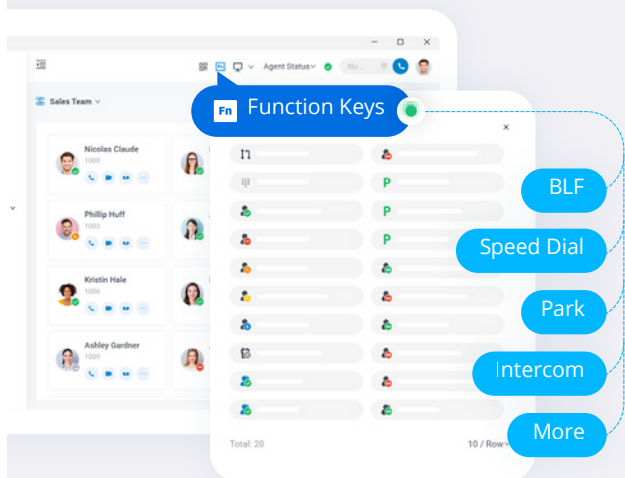 Agent Status
Nu...
Sales Team
Fn Function Keys
Nicolas Claude
1000
P
P
P
BLF
Phillip Huff
1003
Speed Dial
Kristin Hale
1006
Park
Ashley Gardner
1009
Intercom
More
Total: 20
10 / Row